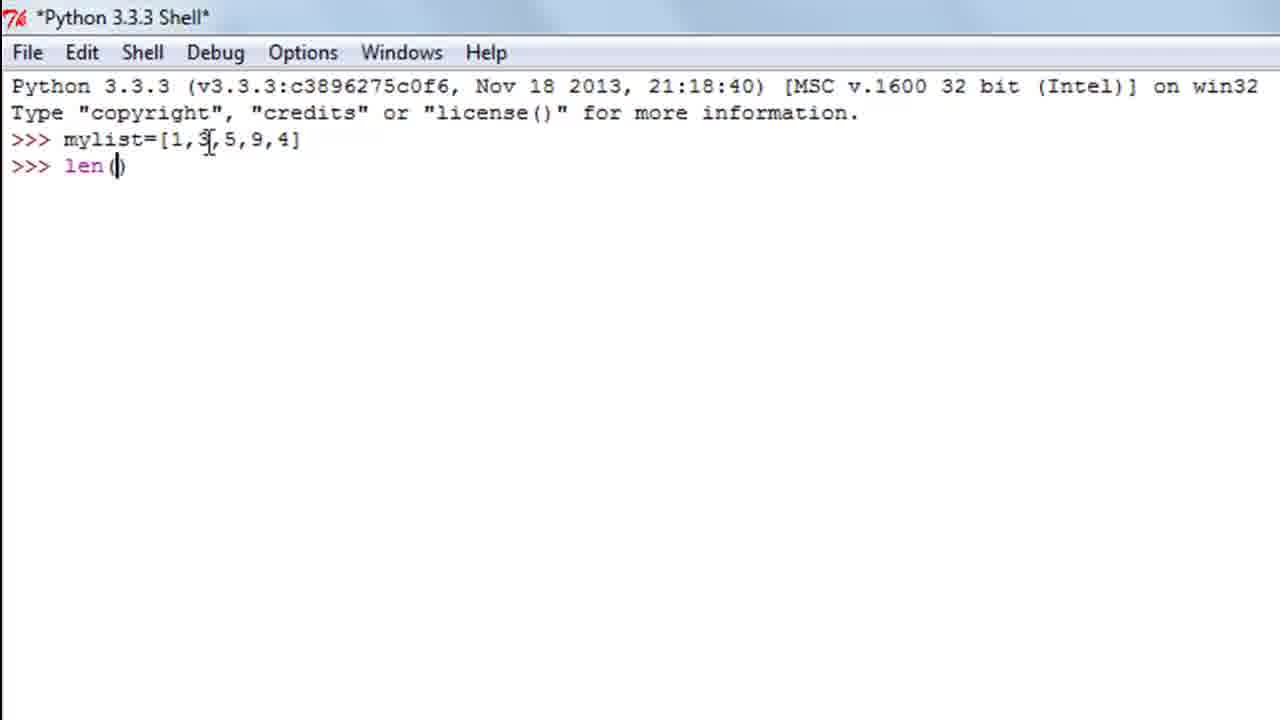 *Python 3.3.3 Shell*
File Edit Shell Debug Options Windows Help
Python 3.3.3 (v3.3.3:c3896275c0f6, Nov 18 2013, 21:18:40) [MSC v.1600 32 bit (Intel)] on win32
Type "copyright", "credits" or "license()" for more information.
>>> mylist=[1,3,5,9,4]
>>> len()